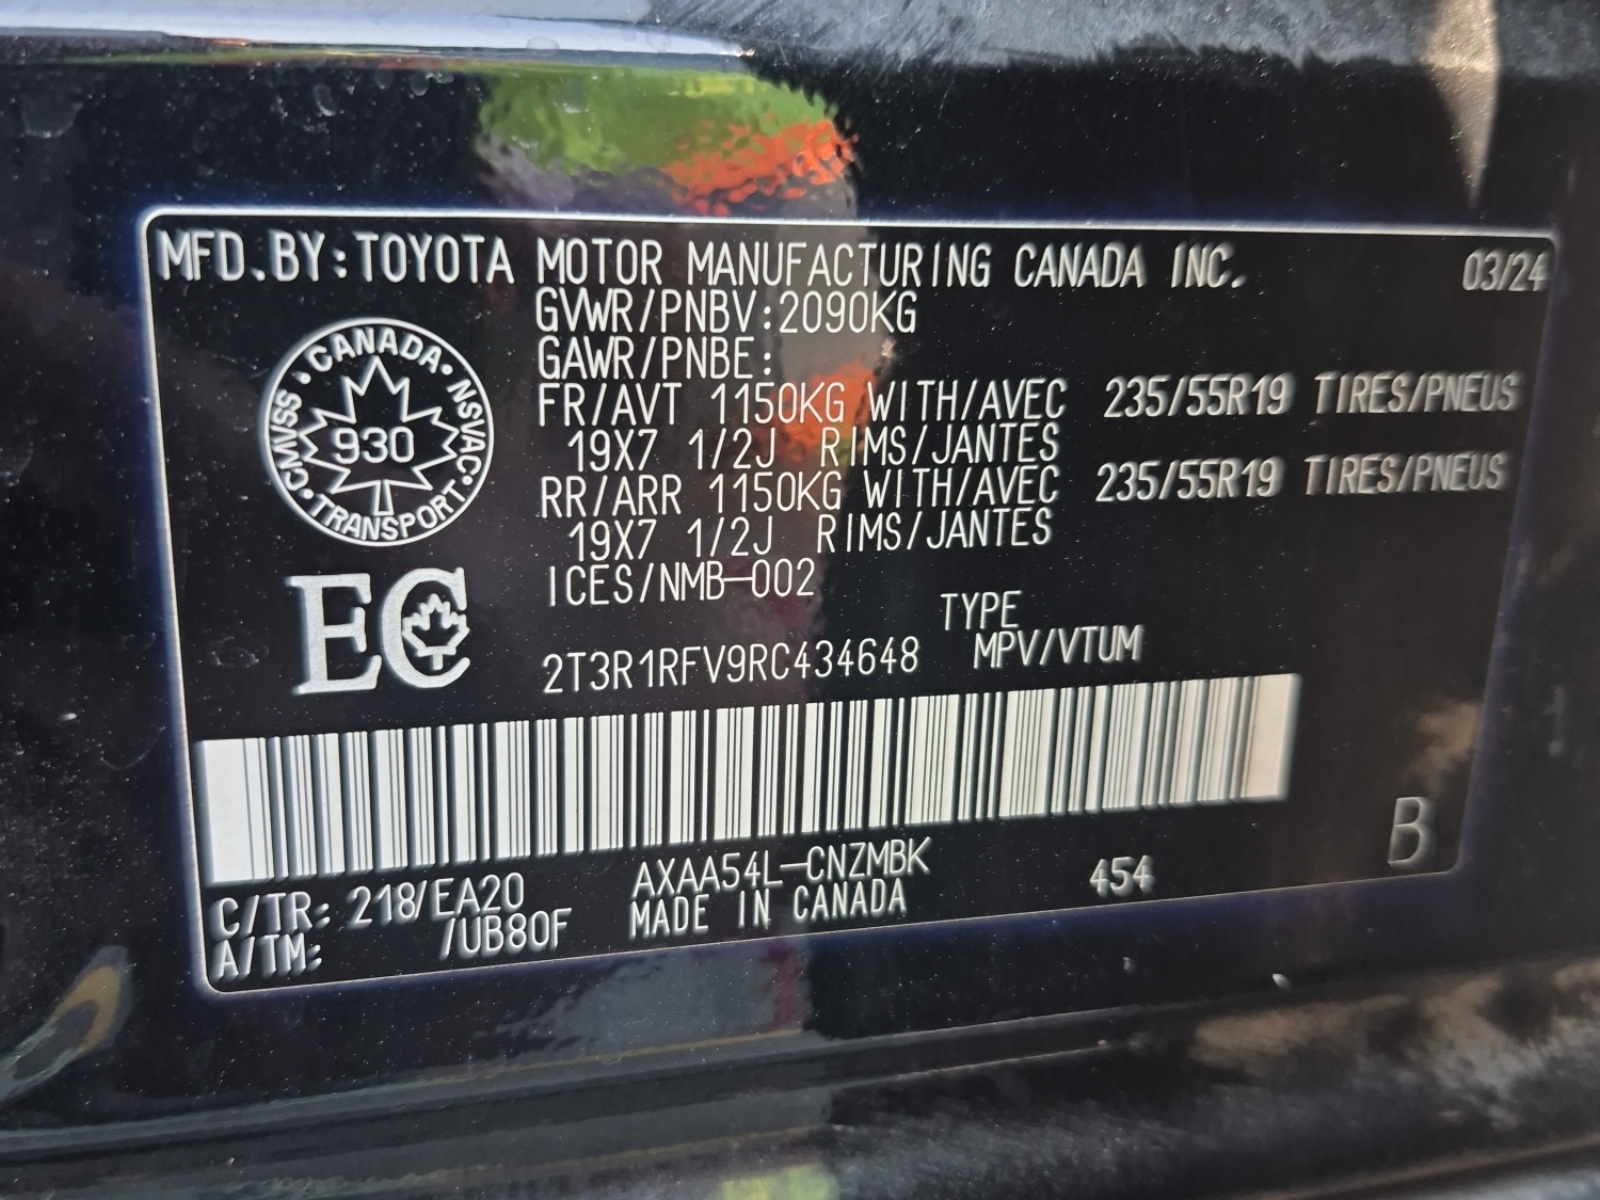 MFD.BY:TOYOTA MOTOR MANUFACTURING CANADA INC. 03/24
GVWR/PNBV:2090KG
GAWR/PNBE:
FR/AVT 1150KG WITH/AVEC 235/55R19 TIRES/PNEUS
19X7 1/2J RIMS/JANTES
RR/ARR 1150KG WITH/AVEC 235/55R19 TIRES/PNEUS
19X7 1/2J RIMS/JANTES
ICES/NMB-002
CANADA • NSVAC • TRANSPORT • CMVSS •
930
EC
TYPE
2T3R1RFV9RC434648 MPV/VTUM
C/TR: 218/EA20 AXAA54L-CNZMBK 454 B
A/TM: /UB80F MADE IN CANADA